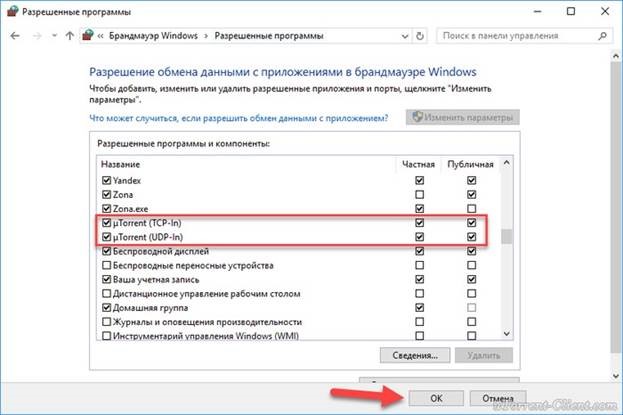 Разрешенные программы
« Брандмауэр Windows › Разрешенные программы
Поиск в панели управления
Разрешение обмена данными с приложениями в брандмауэре Windows
Чтобы добавить, изменить или удалить разрешенные приложения и порты, щелкните "Изменить
параметры".
Что может случиться, если разрешить обмен данными с приложением?
Изменить параметры
Разрешенные программы и компоненты:
Название Частная Публичная
Yandex
Zona
Zona.exe
µTorrent (TCP-In)
µTorrent (UDP-In)
Беспроводной дисплей
Беспроводные переносные устройства
Ваша учетная запись
Дистанционное управление рабочим столом
Домашняя группа
Журналы и оповещения производительности
Инструментарий управления Windows (WMI)
Сведения... Удалить
ОК Отмена
uTorrent-Client.com